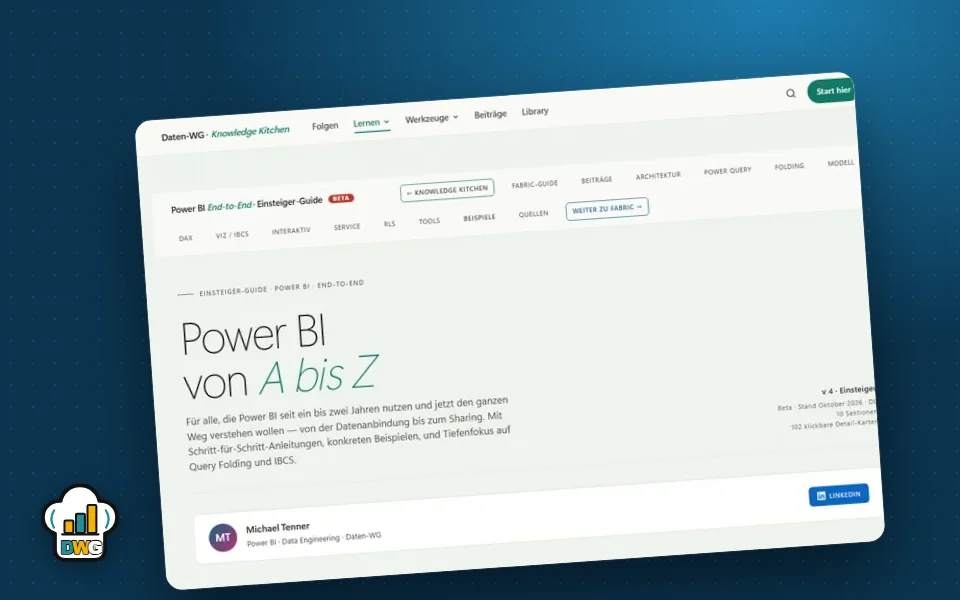 Daten-WG · Knowledge Kitchen
Folgen
Lernen
Werkzeuge
Beiträge
Library
Start hier
Power BI End-to-End · Einsteiger-Guide
BETA
← KNOWLEDGE KITCHEN
FABRIC-GUIDE
BEITRÄGE
ARCHITEKTUR
POWER QUERY
FOLDING
MODELL
DAX
VIZ / IBCS
INTERAKTIV
SERVICE
RLS
TOOLS
BEISPIELE
QUELLEN
WEITER ZU FABRIC →
EINSTEIGER-GUIDE · POWER BI · END-TO-END
Power BI
von A bis Z
Für alle, die Power BI seit ein bis zwei Jahren nutzen und jetzt den ganzen
Weg verstehen wollen — von der Datenanbindung bis zum Sharing. Mit
Schritt-für-Schritt-Anleitungen, konkreten Beispielen, und Tiefenfokus auf
Query Folding und IBCS.
v 4 · Einsteiger
Beta · Stand Oktober 2026 · DE
10 Sektionen
102 klickbare Detail-Karten
MT
Michael Tenner
Power BI · Data Engineering · Daten-WG
in LINKEDIN
DWG